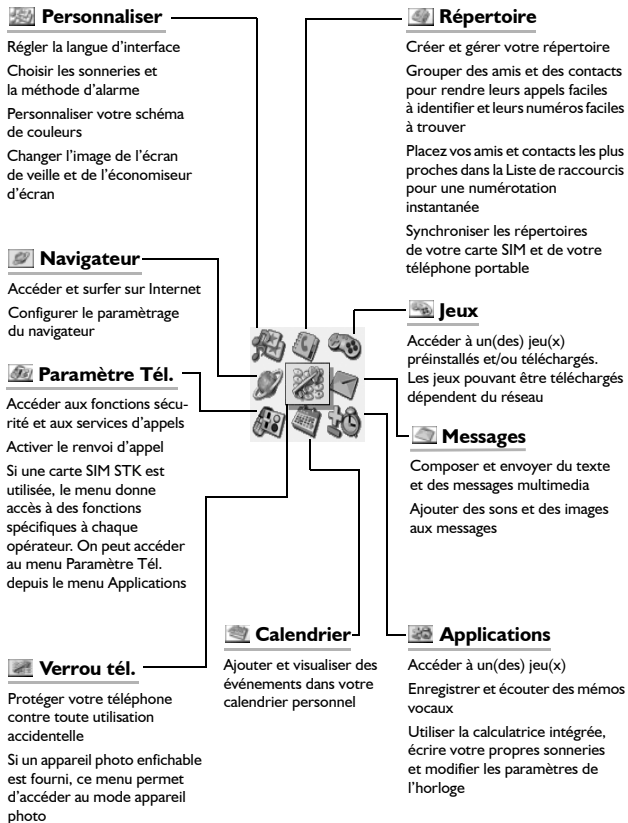 Personnaliser
Régler la langue d’interface
Choisir les sonneries et
la méthode d’alarme
Personnaliser votre schéma
de couleurs
Changer l’image de l’écran
de veille et de l’économiseur
d’écran
Navigateur
Accéder et surfer sur Internet
Configurer le paramètrage
du navigateur
Paramètre Tél.
Accéder aux fonctions sécu-
rité et aux services d’appels
Activer le renvoi d’appel
Si une carte SIM STK est
utilisée, le menu donne
accès à des fonctions
spécifiques à chaque
opérateur. On peut accéder
au menu Paramètre Tél.
depuis le menu Applications
Verrou tél.
Protéger votre téléphone
contre toute utilisation
accidentelle
Si un appareil photo enfichable
est fourni, ce menu permet
d’accéder au mode appareil
photo
Calendrier
Ajouter et visualiser des
événements dans votre
calendrier personnel
Répertoire
Créer et gérer votre répertoire
Grouper des amis et des contacts
pour rendre leurs appels faciles
à identifier et leurs numéros faciles
à trouver
Placez vos amis et contacts les plus
proches dans la Liste de raccourcis
pour une numérotation
instantanée
Synchroniser les répertoires
de votre carte SIM et de votre
téléphone portable
Jeux
Accéder à un(des) jeu(x)
préinstallés et/ou téléchargés.
Les jeux pouvant être téléchargés
dépendent du réseau
Messages
Composer et envoyer du texte
et des messages multimedia
Ajouter des sons et des images
aux messages
Applications
Accéder à un(des) jeu(x)
Enregistrer et écouter des mémos
vocaux
Utiliser la calculatrice intégrée,
écrire votre propres sonneries
et modifier les paramètres de
l’horloge